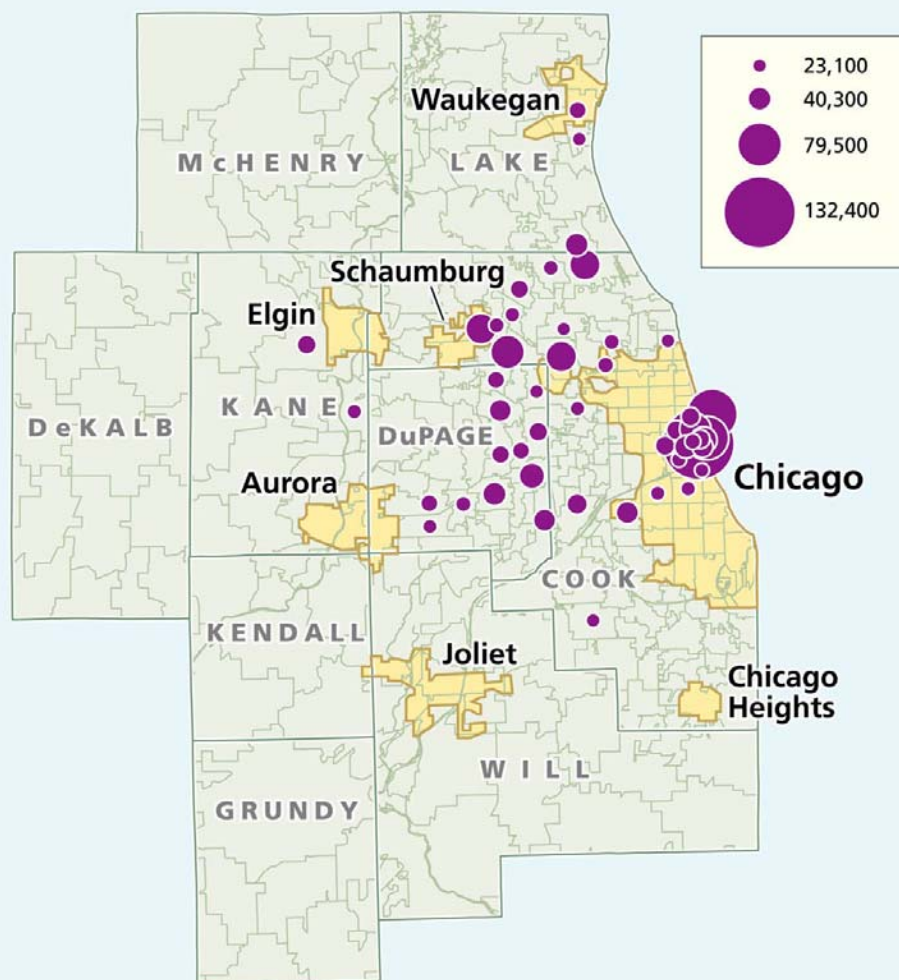 Waukegan
McHENRY
LAKE
23,100
40,300
79,500
132,400
Schaumburg
Elgin
KANE
DeKALB
DuPAGE
Aurora
Chicago
COOK
KENDALL
Joliet
Chicago
Heights
WILL
GRUNDY